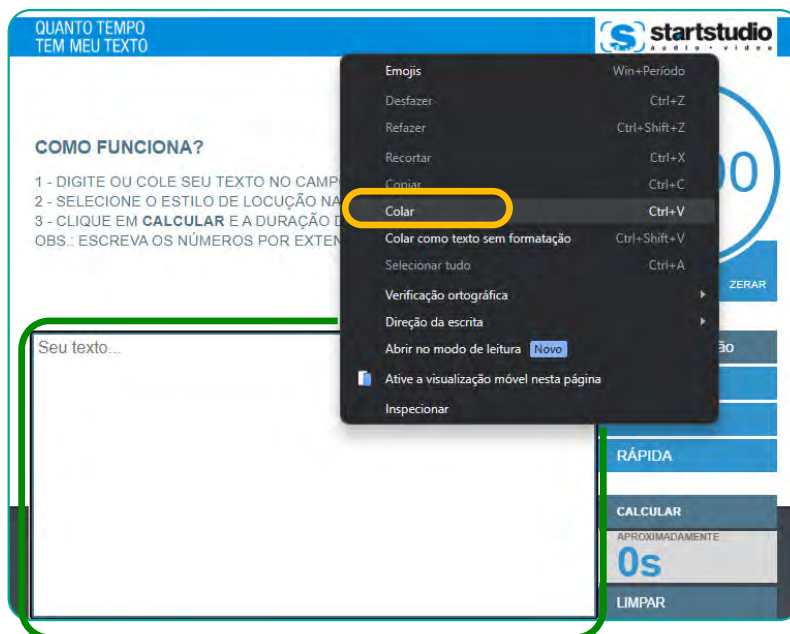 QUANTO TEMPO
TEM MEU TEXTO
startstudio
áudio · vídeo
COMO FUNCIONA?
1 - DIGITE OU COLE SEU TEXTO NO CAMP
2 - SELECIONE O ESTILO DE LOCUÇÃO NA
3 - CLIQUE EM CALCULAR E A DURAÇÃO D
OBS.: ESCREVA OS NÚMEROS POR EXTEN
Emojis Win+Período
Desfazer Ctrl+Z
Refazer Ctrl+Shift+Z
Recortar Ctrl+X
Copiar Ctrl+C
Colar Ctrl+V
Colar como texto sem formatação Ctrl+Shift+V
Selecionar tudo Ctrl+A
Verificação ortográfica
Direção da escrita
Abrir no modo de leitura Novo
Ative a visualização móvel nesta página
Inspecionar
ZERAR
Seu texto...
ão
RÁPIDA
CALCULAR
APROXIMADAMENTE
0s
LIMPAR